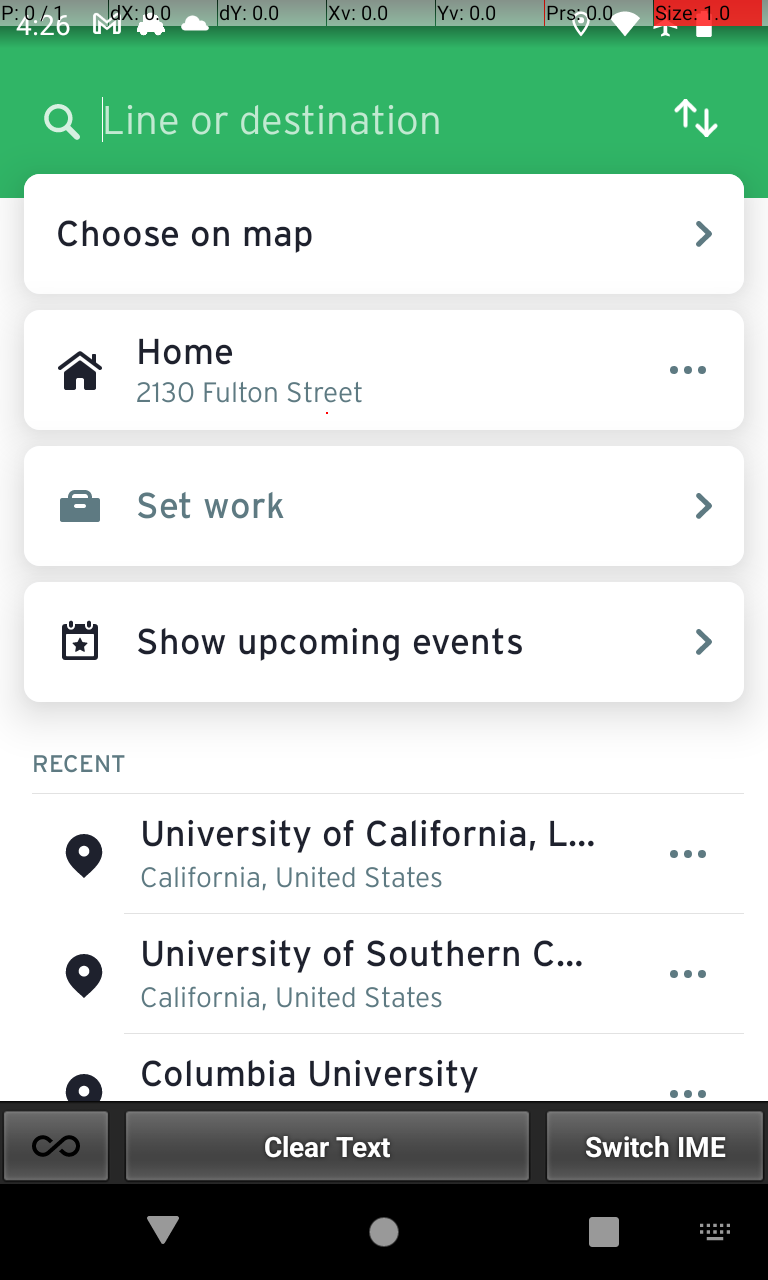 P: 0 / 1 dX: 0.0 dY: 0.0 Xv: 0.0 Yv: 0.0 Prs: 0.0 Size: 1.0
4:26
Line or destination
Choose on map
Home
2130 Fulton Street
Set work
Show upcoming events
RECENT
University of California, L...
California, United States
University of Southern C...
California, United States
Columbia University
Clear Text Switch IME